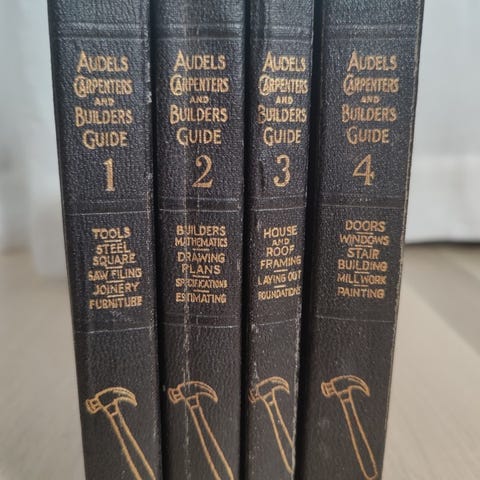 AUDELS
CARPENTERS
AND
BUILDERS
GUIDE
1
TOOLS
STEEL
SQUARE
SAW FILING
JOINERY
FURNITURE
AUDELS
CARPENTERS
AND
BUILDERS
GUIDE
2
BUILDERS
MATHEMATICS
DRAWING
PLANS
SPECIFICATIONS
ESTIMATING
AUDELS
CARPENTERS
AND
BUILDERS
GUIDE
3
HOUSE
AND
ROOF
FRAMING
LAYING OUT
FOUNDATIONS
AUDELS
CARPENTERS
AND
BUILDERS
GUIDE
4
DOORS
WINDOWS
STAIR
BUILDING
MILLWORK
PAINTING